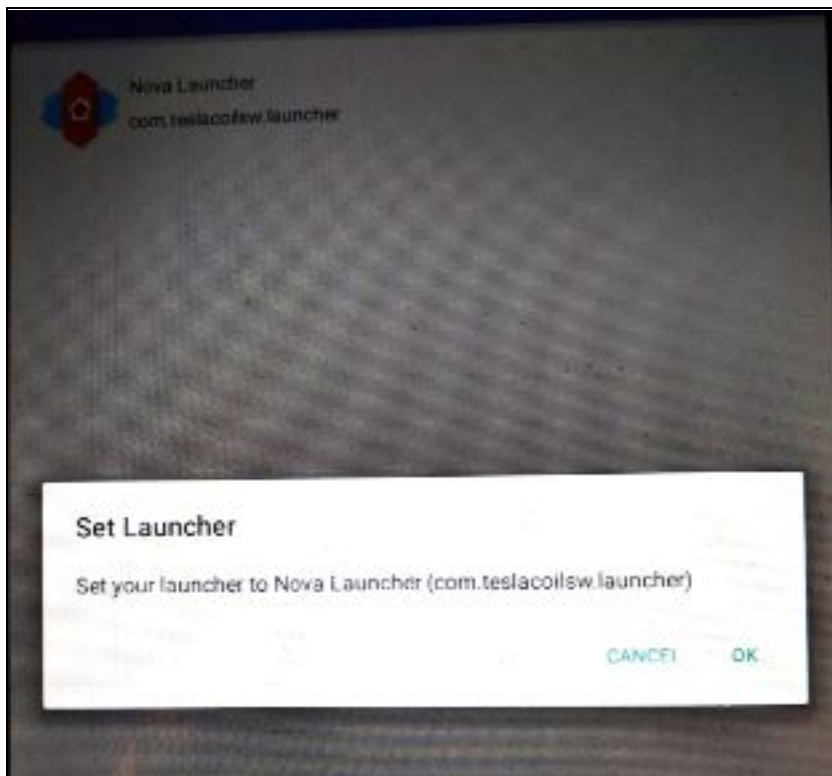 Nova Launcher
com.teslacoilsw.launcher
Set Launcher
Set your launcher to Nova Launcher (com.teslacoilsw.launcher)
CANCEL
OK